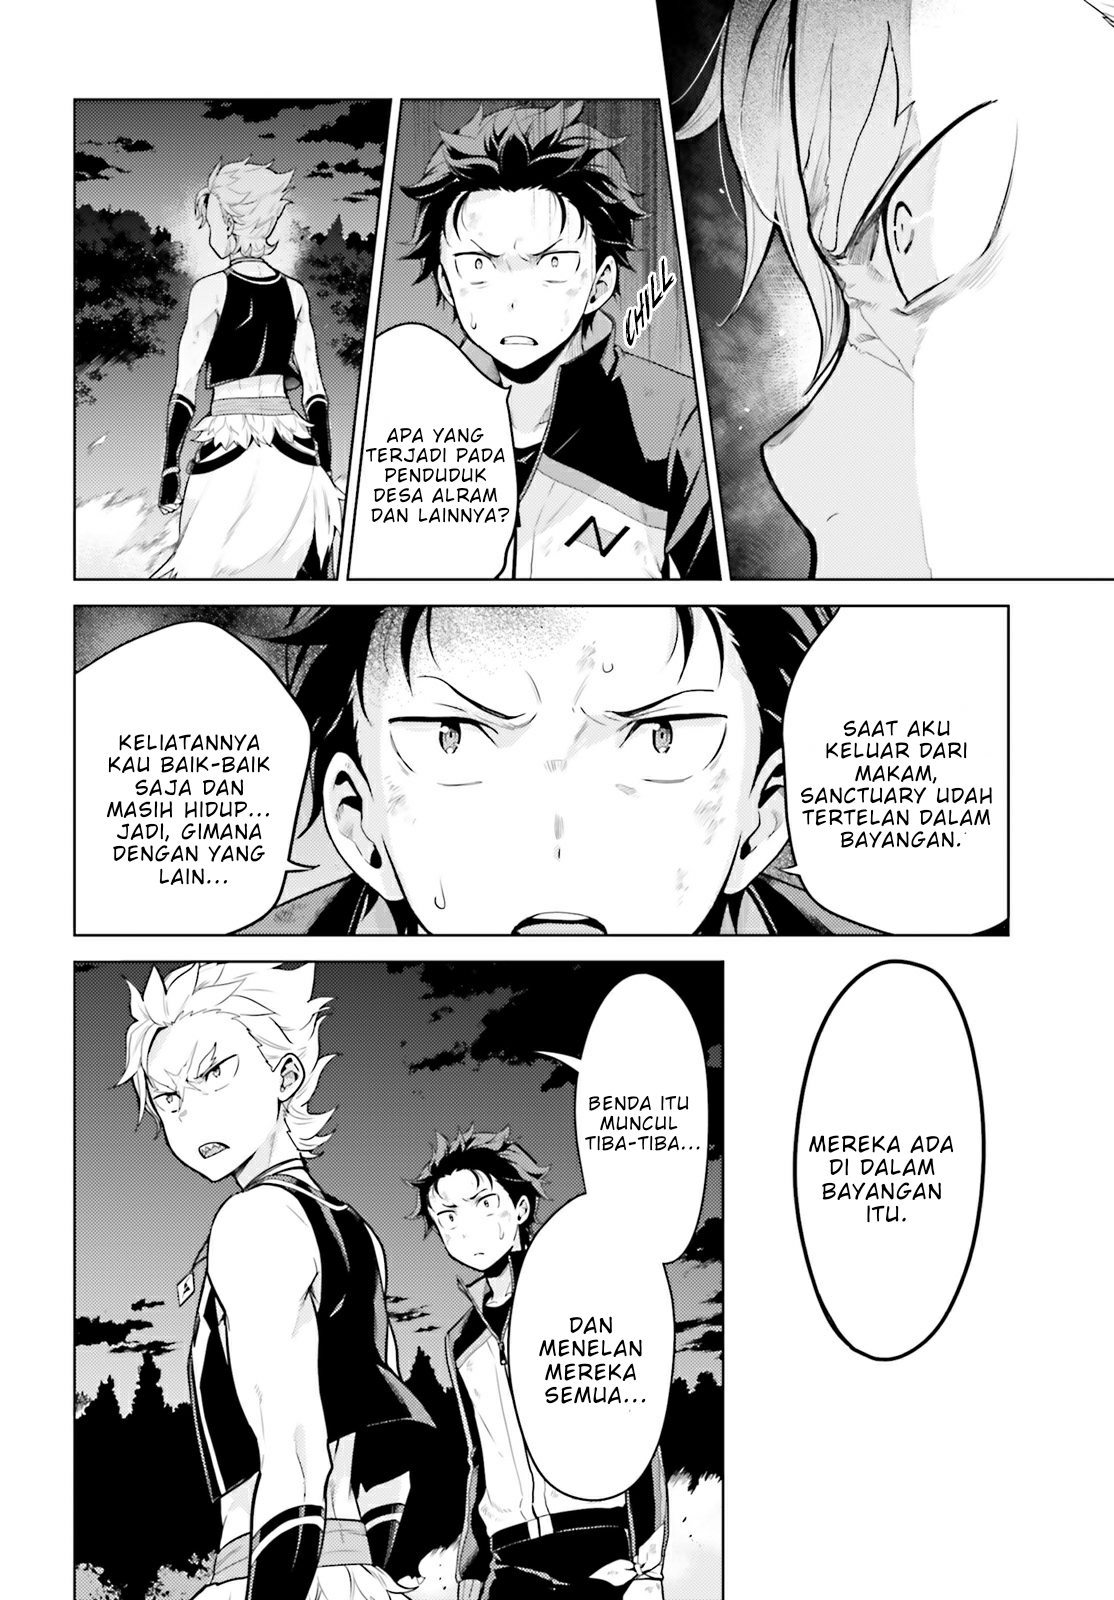 CHILL
APA YANG
TERJADI PADA
PENDUDUK
DESA ALRAM
DAN LAINNYA?
N
SAAT AKU
KELUAR DARI
MAKAM,
SANCTUARY UDAH
TERTELAN DALAM
BAYANGAN.
KELIATANNYA
KAU BAIK-BAIK
SAJA DAN
MASIH HIDUP...
JADI, GIMANA
DENGAN YANG
LAIN...
MEREKA ADA
DI DALAM
BAYANGAN
ITU.
BENDA ITU
MUNCUL
TIBA-TIBA...
DAN
MENELAN
MEREKA
SEMUA...